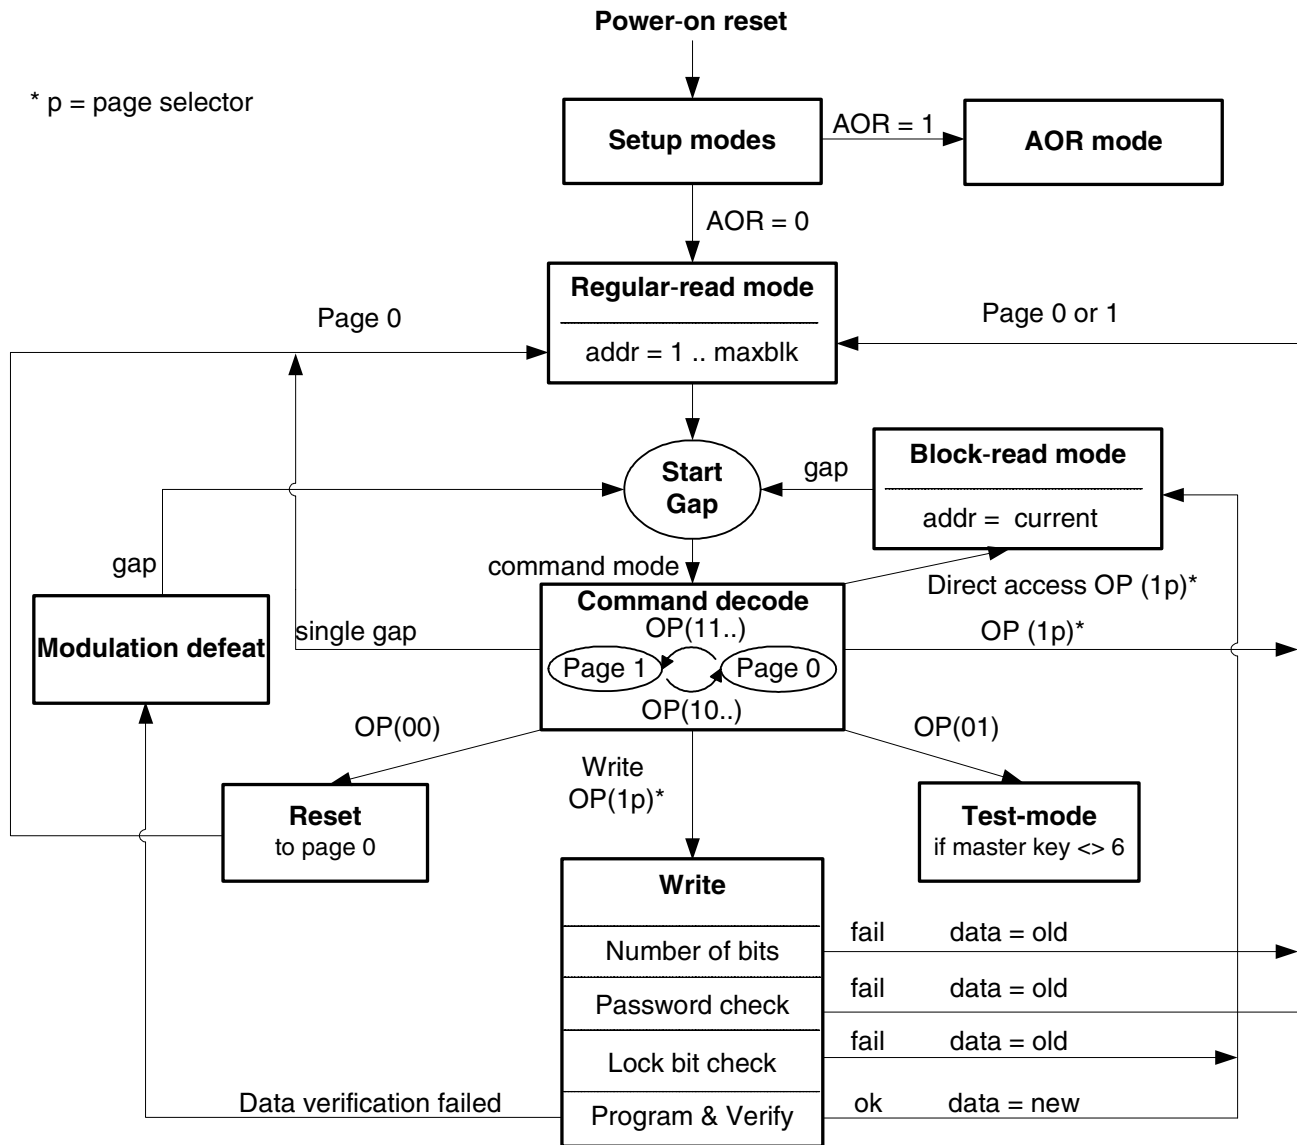 Power-on reset
* p = page selector
Setup modes
AOR = 1
AOR mode
AOR = 0
Regular-read mode
addr = 1 .. maxblk
Page 0
Page 0 or 1
Start
Gap
gap
Block-read mode
addr = current
gap
command mode
Direct access OP (1p)*
Modulation defeat
single gap
Command decode
OP(11..)
Page 1
Page 0
OP(10..)
OP (1p)*
OP(00)
Write
OP(1p)*
OP(01)
Reset
to page 0
Test-mode
if master key <> 6
Write
Number of bits
fail data = old
Password check
fail data = old
Lock bit check
fail data = old
Data verification failed
Program & Verify
ok data = new